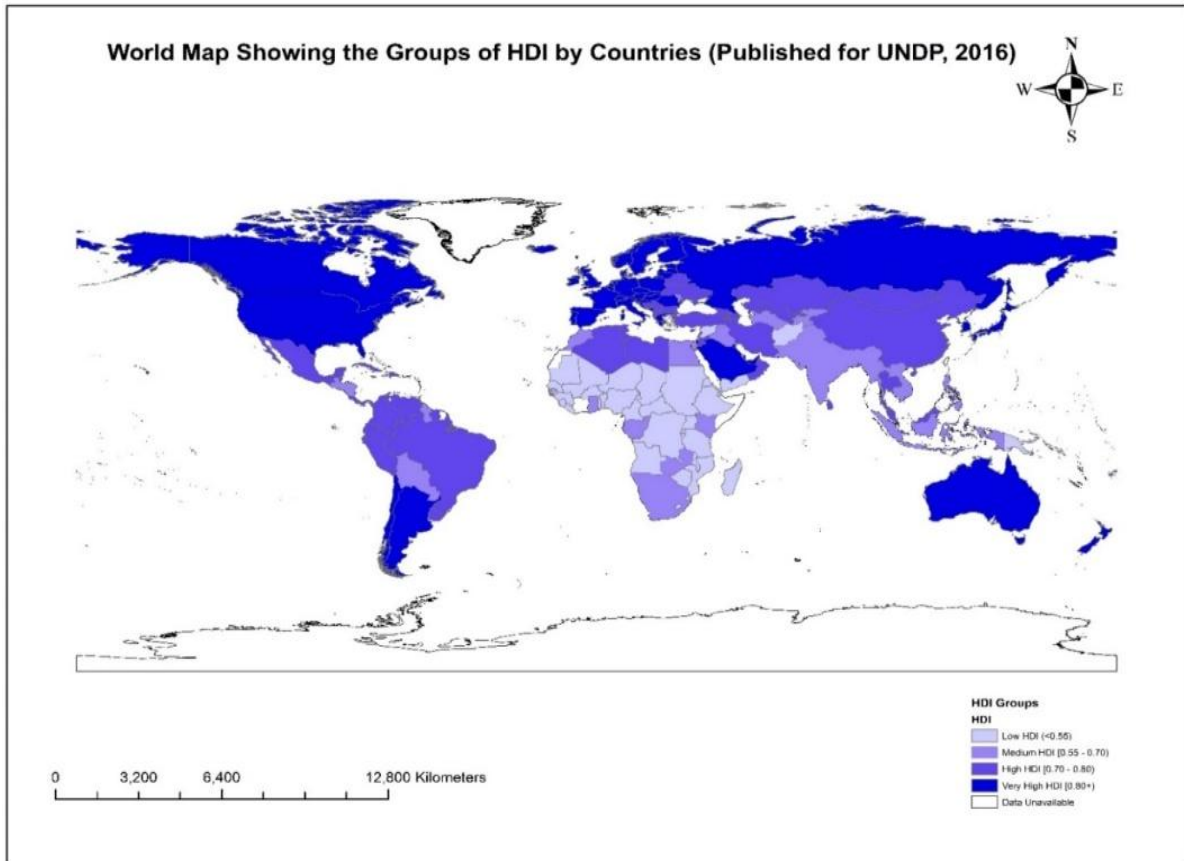 World Map Showing the Groups of HDI by Countries (Published for UNDP, 2016)
N
W E
S
HDI Groups
HDI
Low HDI (<0.55)
Medium HDI [0.55 - 0.70)
High HDI [0.70 - 0.80)
Very High HDI [0.80+)
Data Unavailable
0 3,200 6,400 12,800 Kilometers